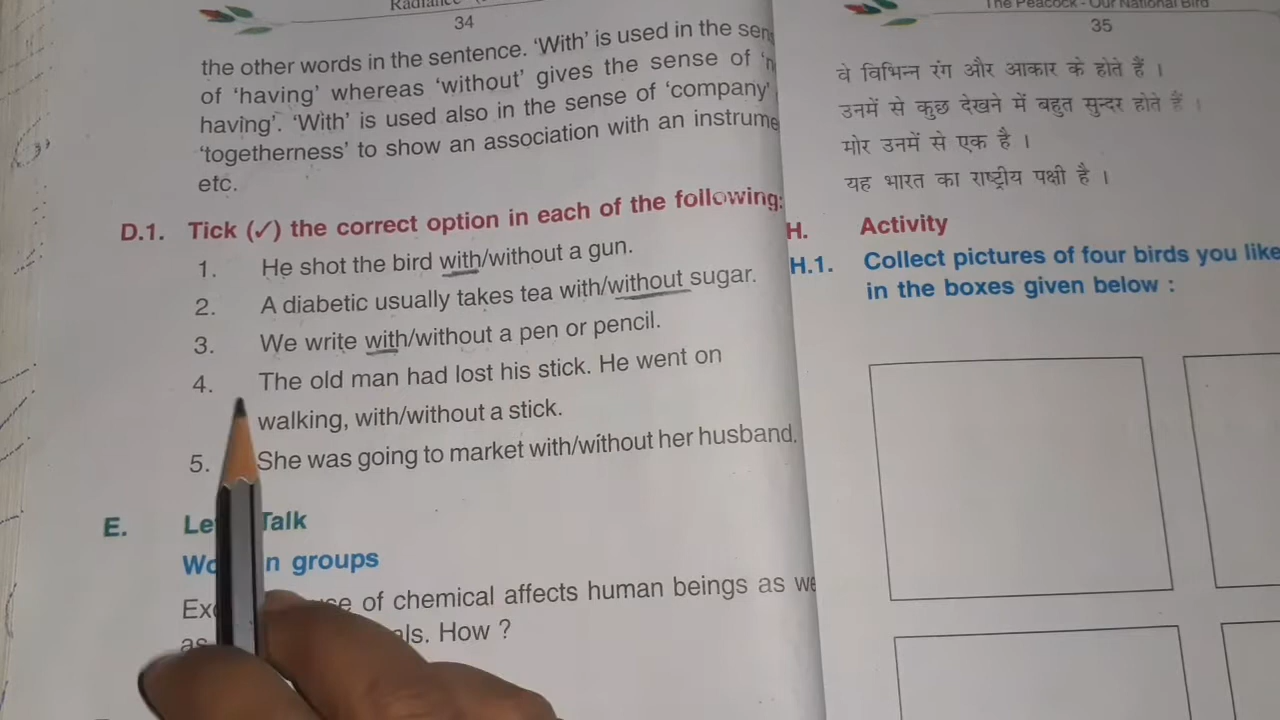 34
the other words in the sentence. ‘With’ is used in the
of ‘having’ whereas ‘without’ gives the sense of
having’. ‘With’ is used also in the sense of ‘company’
‘togetherness’ to show an association with an
etc.
D.1. Tick (✓) the correct option in each of the following:
1. He shot the bird with/without a gun.
2. A diabetic usually takes tea with/without sugar.
3. We write with/without a pen or pencil.
4. The old man had lost his stick. He went on
walking, with/without a stick.
5. She was going to market with/without her husband.
E. Talk
groups
of chemical affects human beings as
How ?
The Peacock - Our National Bird
35
वे विभिन्न रंग और आकार के होते हैं ।
उनमें से कुछ देखने में बहुत सुन्दर होते हैं ।
मोर उनमें से एक है ।
यह भारत का राष्ट्रीय पक्षी है ।
H. Activity
H.1. Collect pictures of four birds you like
in the boxes given below :